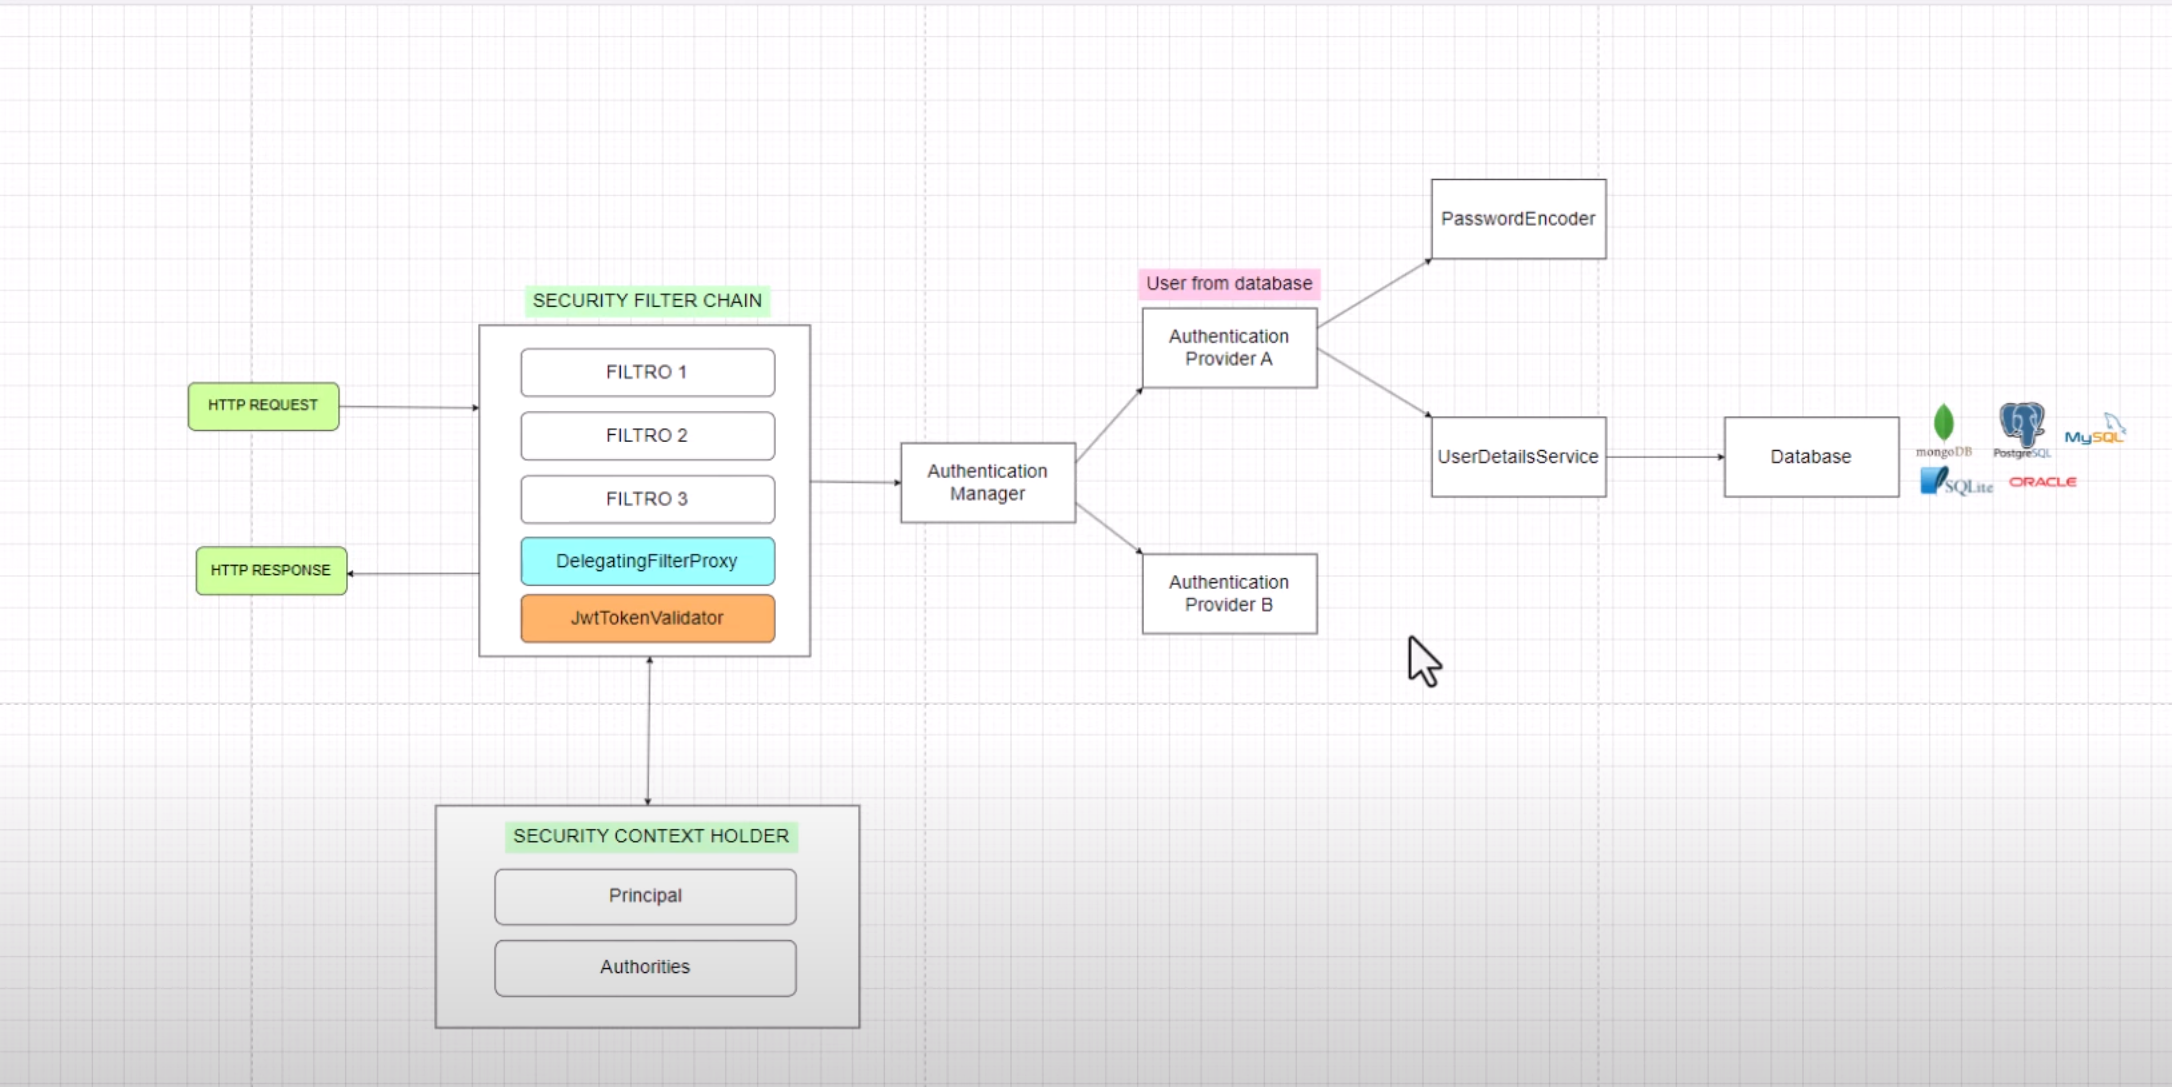 SECURITY FILTER CHAIN
HTTP REQUEST
HTTP RESPONSE
FILTRO 1
FILTRO 2
FILTRO 3
DelegatingFilterProxy
JwtTokenValidator
SECURITY CONTEXT HOLDER
Principal
Authorities
Authentication
Manager
User from database
Authentication
Provider A
Authentication
Provider B
PasswordEncoder
UserDetailsService
Database
mongoDB
PostgreSQL
MySQL
SQLite
ORACLE